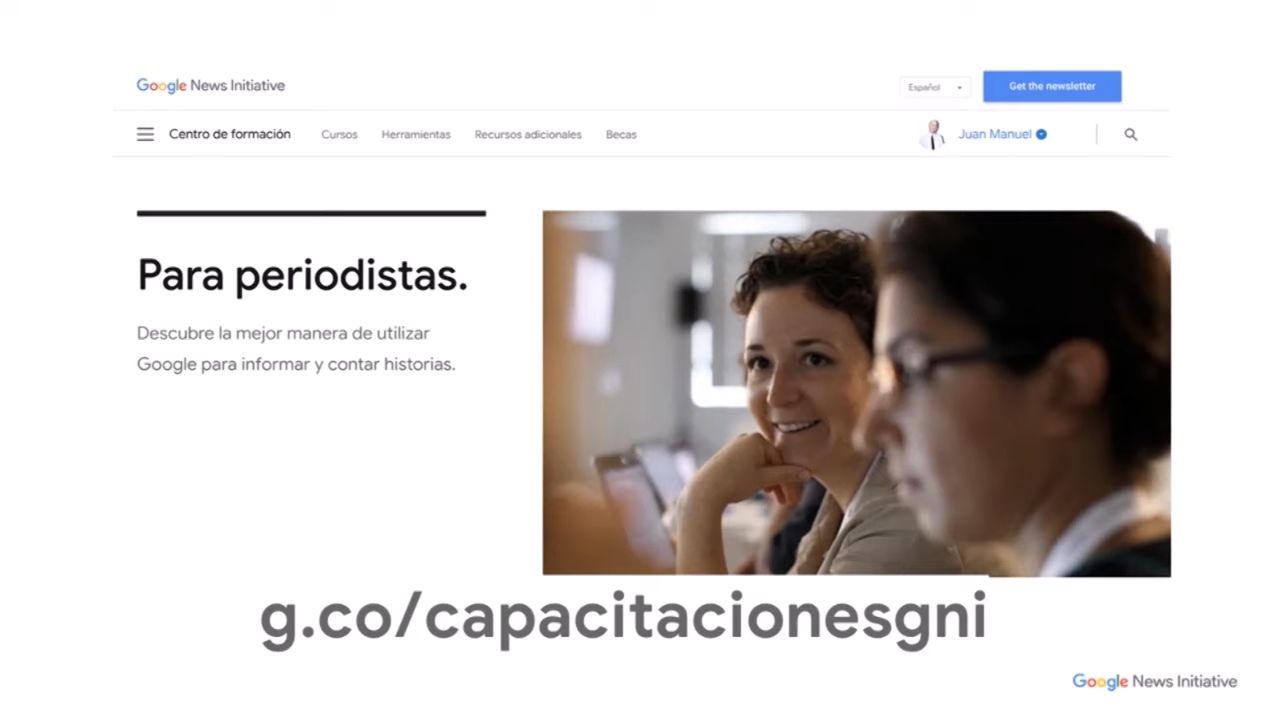 Google News Initiative
Español
Get the newsletter
Centro de formación
Cursos
Herramientas
Recursos adicionales
Becas
Juan Manuel
Para periodistas.
Descubre la mejor manera de utilizar
Google para informar y contar historias.
g.co/capacitacionesgni
Google News Initiative